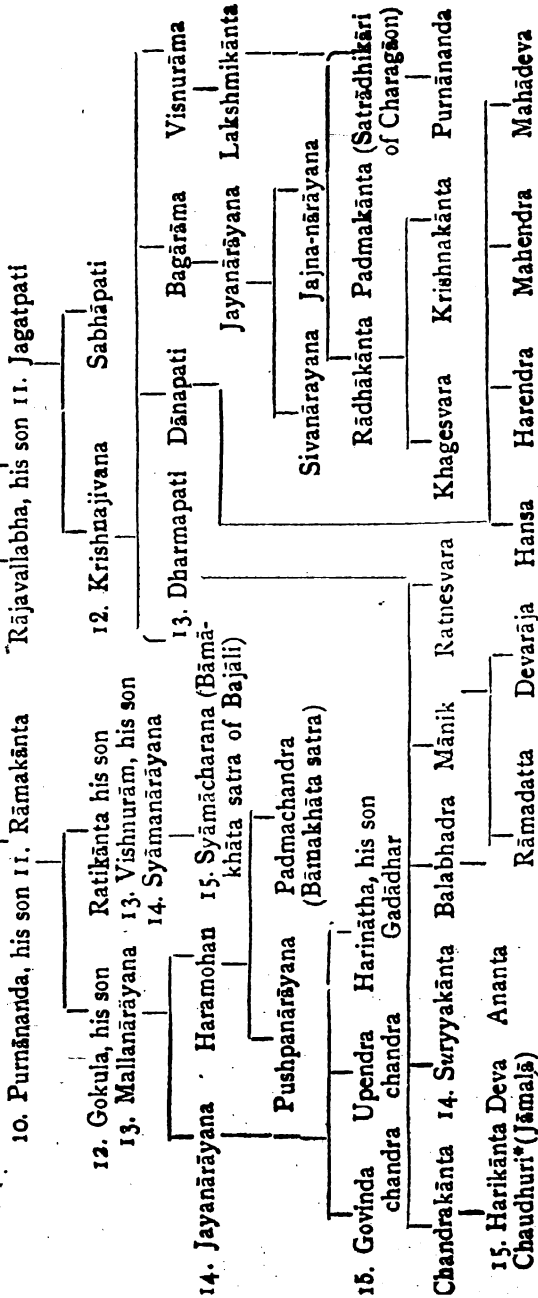 10. Purnānanda, his son 11. Rāmakānta Rājavallabha, his son 11. Jagatpati
12. Gokula, his son Ratikānta his son 12. Krishnajivana Sabhāpati
13. Mallanārāyana 13. Vishnurām, his son
14. Syāmanārāyana 13. Dharmapati Dānapati Bagārāma Visnurāma
14. Jayanārāyana Haramohan 15. Syāmācharana (Bāmā- Jayanārāyana Lakshmikānta
khāta satra of Bajāli)
Pushpanārāyana Padmachandra Sivanārayana Jajna-nārāyana
(Bāmakhāta satra)
16. Govinda Upendra Harinātha, his son Rādhākānta Padmakānta (Satrādhikāri
chandra chandra Gadādhar of Charagāon)
Chandrakānta 14. Suryyakānta Balabhadra Mānik Ratnesvara Khagesvara Krishnakānta Purnānanda
15. Harikānta Deva Ananta Rāmadatta Devarāja Hansa Harendra Mahendra Mahādeva
Chaudhuri*(Jāmalā)